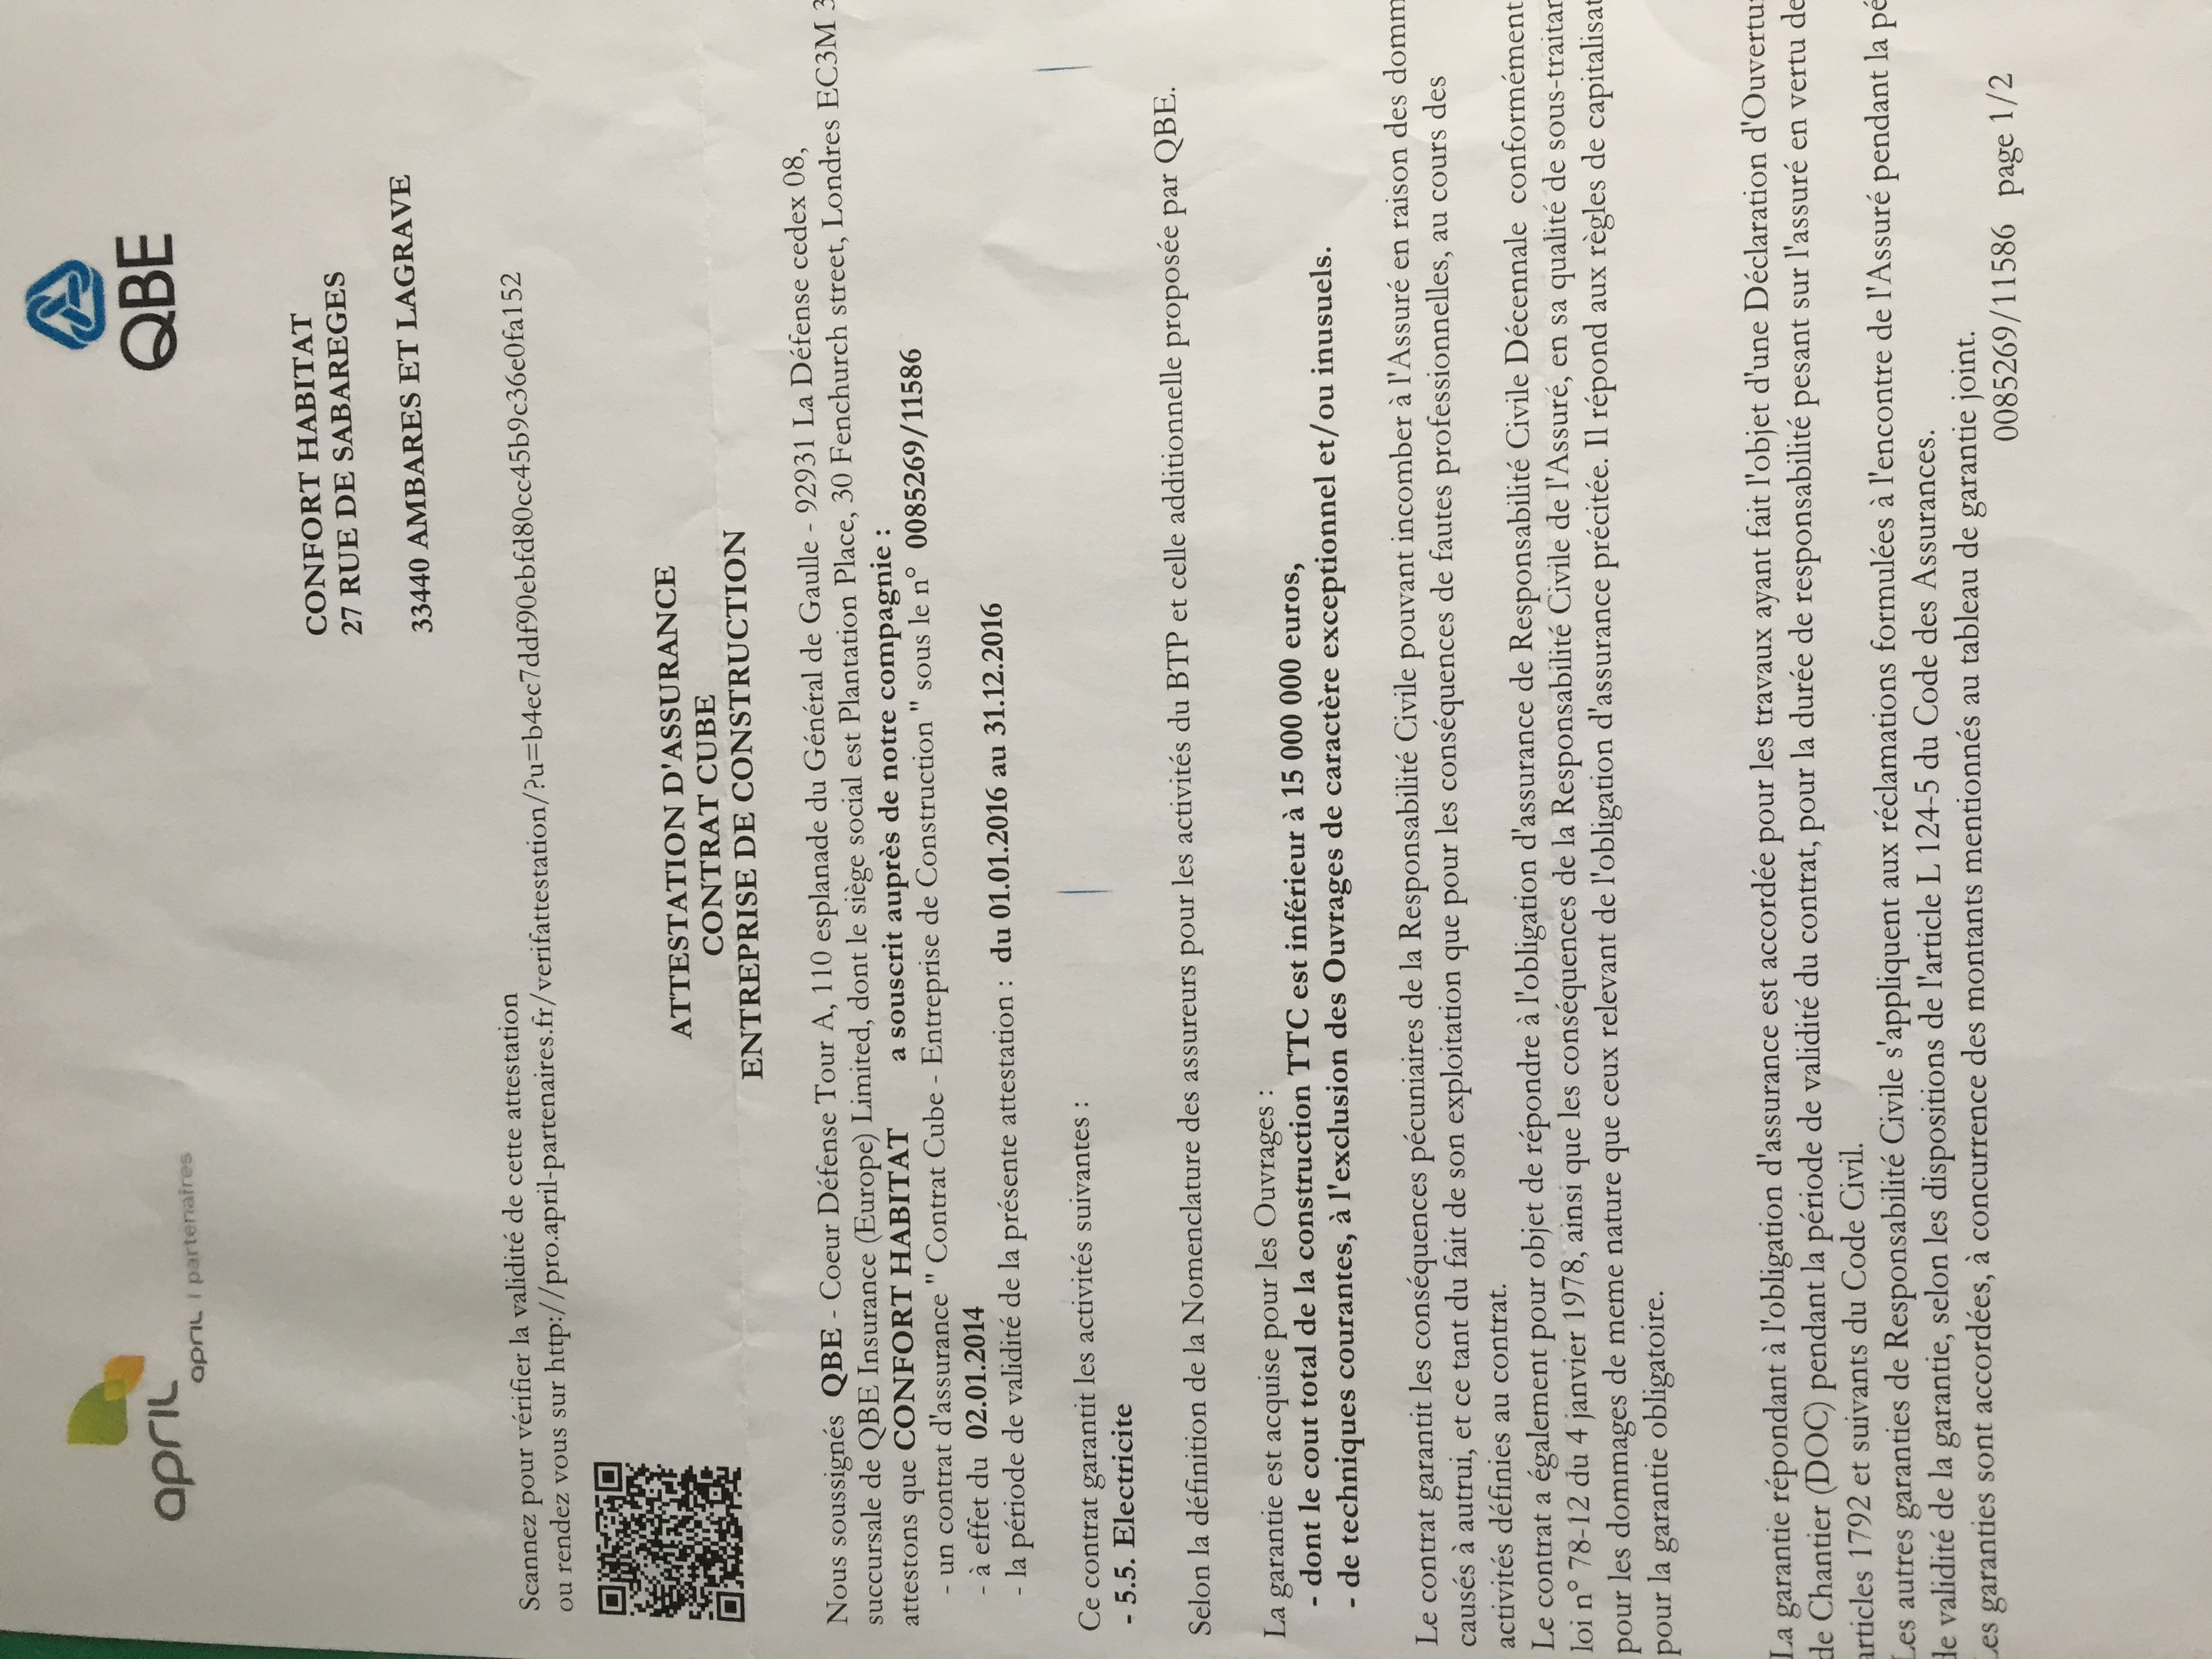 april
april | partenaires
QBE
CONFORT HABITAT
27 RUE DE SABAREGES
33440 AMBARES ET LAGRAVE
Scannez pour vérifier la validité de cette attestation
ou rendez vous sur http://pro.april-partenaires.fr/verifattestation/?u=b4ec7ddf90ebfd80cc45b9c36e0fa152
ATTESTATION D'ASSURANCE
CONTRAT CUBE
ENTREPRISE DE CONSTRUCTION
Nous soussignés QBE - Coeur Défense Tour A, 110 esplanade du Général de Gaulle - 92931 La Défense cedex 08,
succursale de QBE Insurance (Europe) Limited, dont le siège social est Plantation Place, 30 Fenchurch street, Londres EC3M 3
attestons que CONFORT HABITAT a souscrit auprès de notre compagnie :
- un contrat d'assurance " Contrat Cube - Entreprise de Construction " sous le n° 0085269/11586
- à effet du 02.01.2014
- la période de validité de la présente attestation : du 01.01.2016 au 31.12.2016
Ce contrat garantit les activités suivantes :
- 5.5. Electricite
Selon la définition de la Nomenclature des assureurs pour les activités du BTP et celle additionnelle proposée par QBE.
La garantie est acquise pour les Ouvrages :
- dont le cout total de la construction TTC est inférieur à 15 000 000 euros,
- de techniques courantes, à l'exclusion des Ouvrages de caractère exceptionnel et/ou inusuels.
Le contrat garantit les conséquences pécuniaires de la Responsabilité Civile pouvant incomber à l'Assuré en raison des domm
causés à autrui, et ce tant du fait de son exploitation que pour les conséquences de fautes professionnelles, au cours des
activités définies au contrat.
Le contrat a également pour objet de répondre à l'obligation d'assurance de Responsabilité Civile Décennale conformément
loi n° 78-12 du 4 janvier 1978, ainsi que les conséquences de la Responsabilité Civile de l'Assuré, en sa qualité de sous-traitan
pour les dommages de meme nature que ceux relevant de l'obligation d'assurance précitée. Il répond aux règles de capitalisat
pour la garantie obligatoire.
La garantie répondant à l'obligation d'assurance est accordée pour les travaux ayant fait l'objet d'une Déclaration d'Ouvertu
de Chantier (DOC) pendant la période de validité du contrat, pour la durée de responsabilité pesant sur l'assuré en vertu de
articles 1792 et suivants du Code Civil.
Les autres garanties de Responsabilité Civile s'appliquent aux réclamations formulées à l'encontre de l'Assuré pendant la pé
de validité de la garantie, selon les dispositions de l'article L 124-5 du Code des Assurances.
Les garanties sont accordées, à concurrence des montants mentionnés au tableau de garantie joint.
0085269/11586 page 1/2